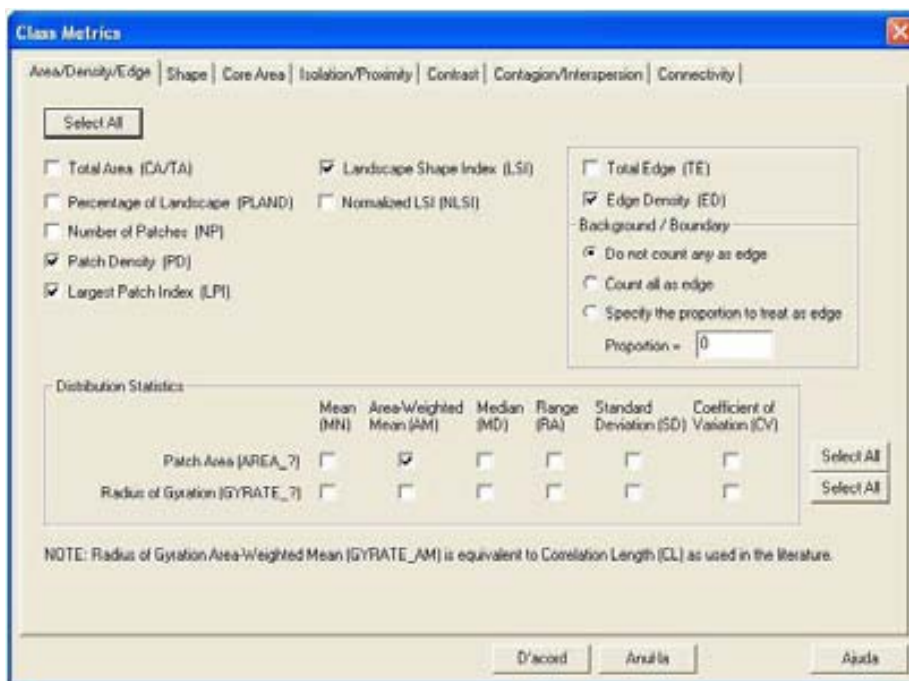 Class Metrics
Area/Density/Edge Shape Core Area Isolation/Proximity Contrast Contagion/Interspersion Connectivity
Select All
Total Area (CA/TA)
Percentage of Landscape (PLAND)
Number of Patches (NP)
Patch Density (PD)
Largest Patch Index (LPI)
Landscape Shape Index (LSI)
Normalized LSI (NLSI)
Total Edge (TE)
Edge Density (ED)
Background / Boundary
Do not count any as edge
Count all as edge
Specify the proportion to treat as edge
Proportion = 0
Distribution Statistics
Mean (MN) Area-Weighted Mean (AM) Median (MD) Range (RA) Standard Deviation (SD) Coefficient of Variation (CV)
Patch Area (AREA_?) Select All
Radius of Gyration (GYRATE_?) Select All
NOTE: Radius of Gyration Area-Weighted Mean (GYRATE_AM) is equivalent to Correlation Length (CL) as used in the literature.
D'acord Anul·la Ajuda